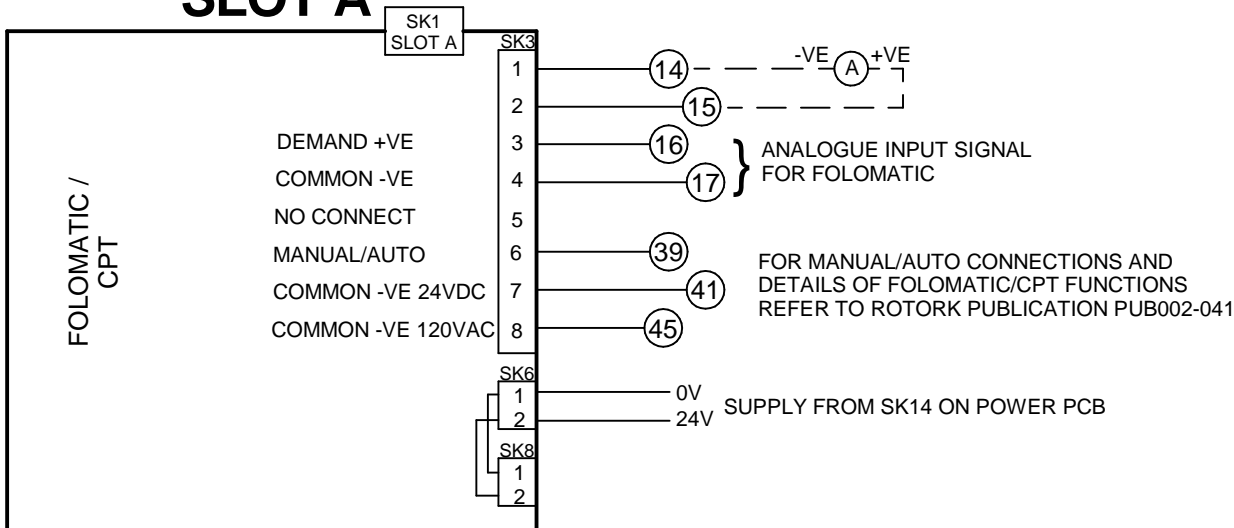 SLOT A
SK1
SLOT A
SK3
1
14
-VE
A
+VE
2
15
DEMAND +VE
3
16
ANALOGUE INPUT SIGNAL
FOR FOLOMATIC
COMMON -VE
4
17
NO CONNECT
5
MANUAL/AUTO
6
39
FOR MANUAL/AUTO CONNECTIONS AND
DETAILS OF FOLOMATIC/CPT FUNCTIONS
REFER TO ROTORK PUBLICATION PUB002-041
COMMON -VE 24VDC
7
41
COMMON -VE 120VAC
8
45
FOLOMATIC /
CPT
SK6
1
0V
2
24V
SUPPLY FROM SK14 ON POWER PCB
SK8
1
2